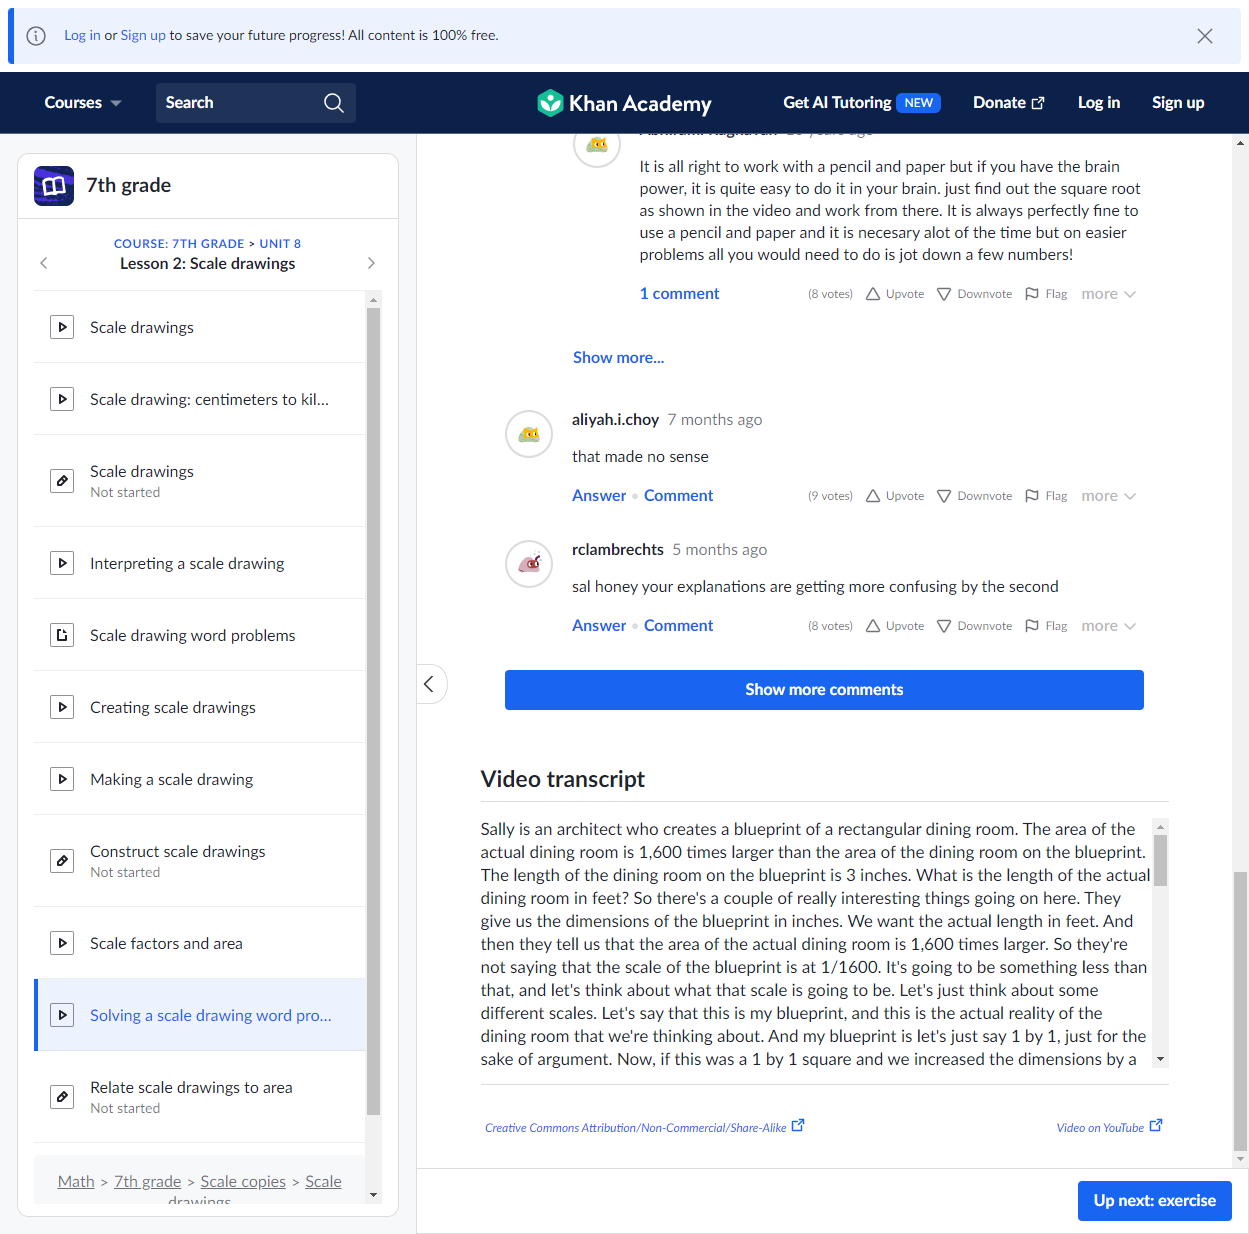 Log in or Sign up to save your future progress! All content is 100% free.
Courses
Search
Khan Academy
Get AI Tutoring NEW
Donate
Log in
Sign up
7th grade
COURSE: 7TH GRADE > UNIT 8
Lesson 2: Scale drawings
Scale drawings
Scale drawing: centimeters to kil...
Scale drawings
Not started
Interpreting a scale drawing
Scale drawing word problems
Creating scale drawings
Making a scale drawing
Construct scale drawings
Not started
Scale factors and area
Solving a scale drawing word pro...
Relate scale drawings to area
Not started
Math > 7th grade > Scale copies > Scale
drawings
It is all right to work with a pencil and paper but if you have the brain
power, it is quite easy to do it in your brain. just find out the square root
as shown in the video and work from there. It is always perfectly fine to
use a pencil and paper and it is necesary alot of the time but on easier
problems all you would need to do is jot down a few numbers!
1 comment (8 votes) Upvote Downvote Flag more
Show more...
aliyah.i.choy 7 months ago
that made no sense
Answer • Comment (9 votes) Upvote Downvote Flag more
rclambrechts 5 months ago
sal honey your explanations are getting more confusing by the second
Answer • Comment (8 votes) Upvote Downvote Flag more
Show more comments
Video transcript
Sally is an architect who creates a blueprint of a rectangular dining room. The area of the
actual dining room is 1,600 times larger than the area of the dining room on the blueprint.
The length of the dining room on the blueprint is 3 inches. What is the length of the actual
dining room in feet? So there's a couple of really interesting things going on here. They
give us the dimensions of the blueprint in inches. We want the actual length in feet. And
then they tell us that the area of the actual dining room is 1,600 times larger. So they're
not saying that the scale of the blueprint is at 1/1600. It's going to be something less than
that, and let's think about what that scale is going to be. Let's just think about some
different scales. Let's say that this is my blueprint, and this is the actual reality of the
dining room that we're thinking about. And my blueprint is let's just say 1 by 1, just for the
sake of argument. Now, if this was a 1 by 1 square and we increased the dimensions by a
Creative Commons Attribution/Non-Commercial/Share-Alike
Video on YouTube
Up next: exercise